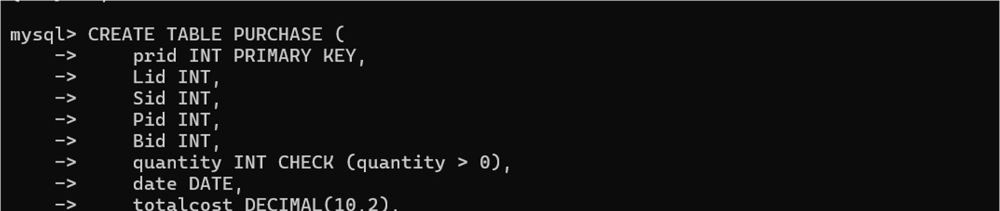 mysql> CREATE TABLE PURCHASE (
    ->     prid INT PRIMARY KEY,
    ->     Lid INT,
    ->     Sid INT,
    ->     Pid INT,
    ->     Bid INT,
    ->     quantity INT CHECK (quantity > 0),
    ->     date DATE,
    ->     totalcost DECIMAL(10,2),